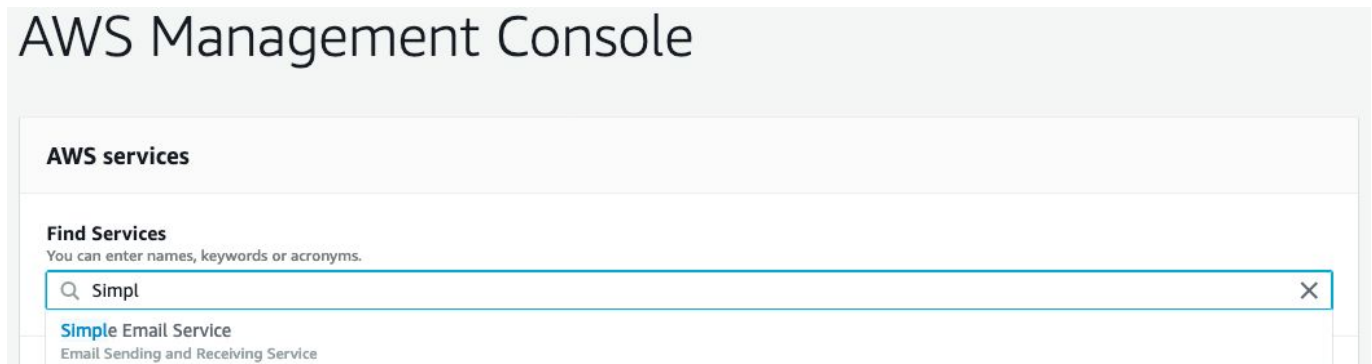 AWS Management Console
AWS services
Find Services
You can enter names, keywords or acronyms.
Simpl
Simple Email Service
Email Sending and Receiving Service